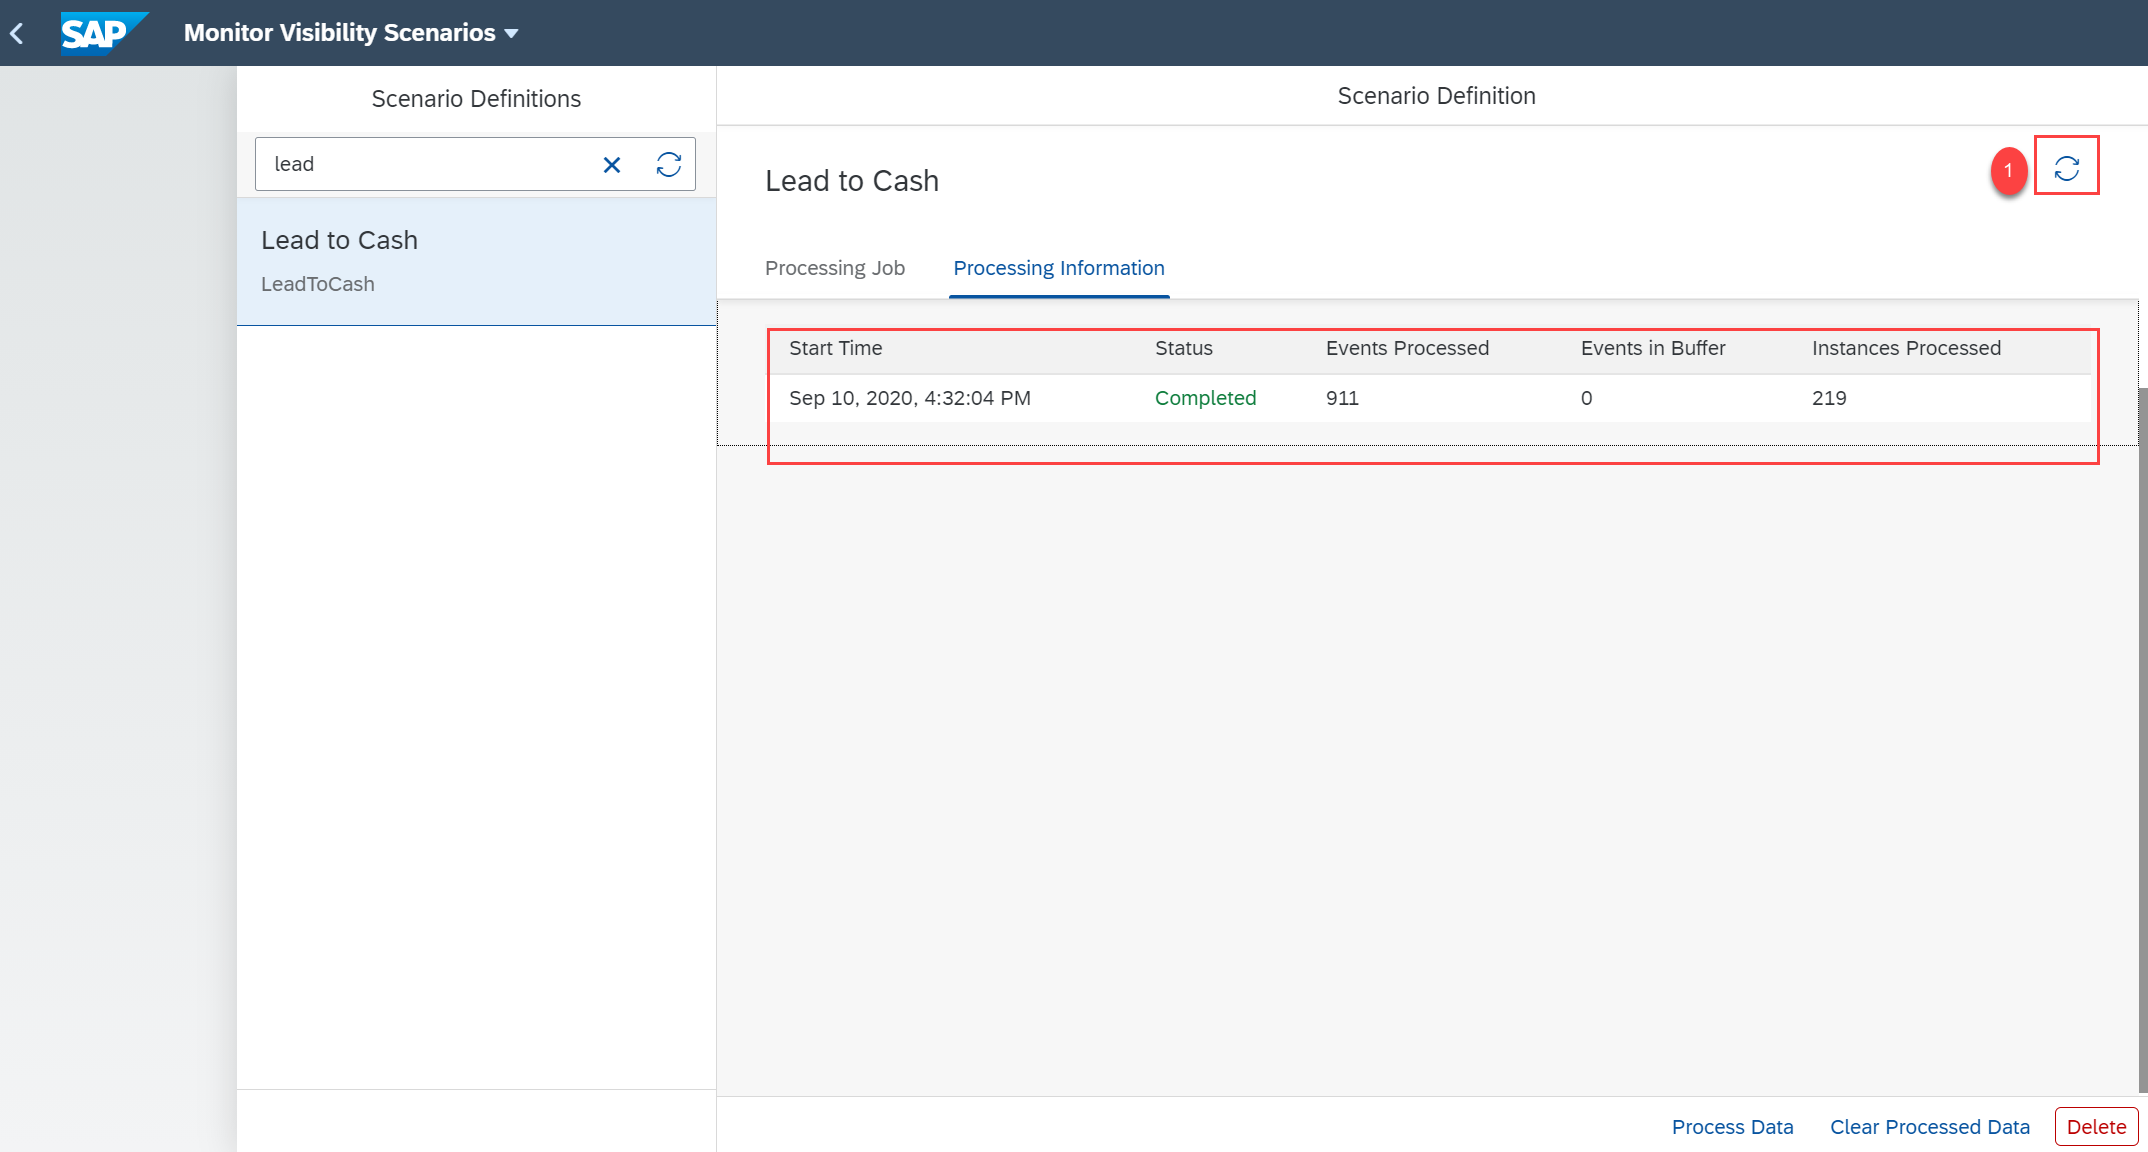 SAP Monitor Visibility Scenarios
Scenario Definitions
lead
Lead to Cash
LeadToCash
Scenario Definition
Lead to Cash
1
Processing Job Processing Information
Start Time Status Events Processed Events in Buffer Instances Processed
Sep 10, 2020, 4:32:04 PM Completed 911 0 219
Process Data Clear Processed Data Delete